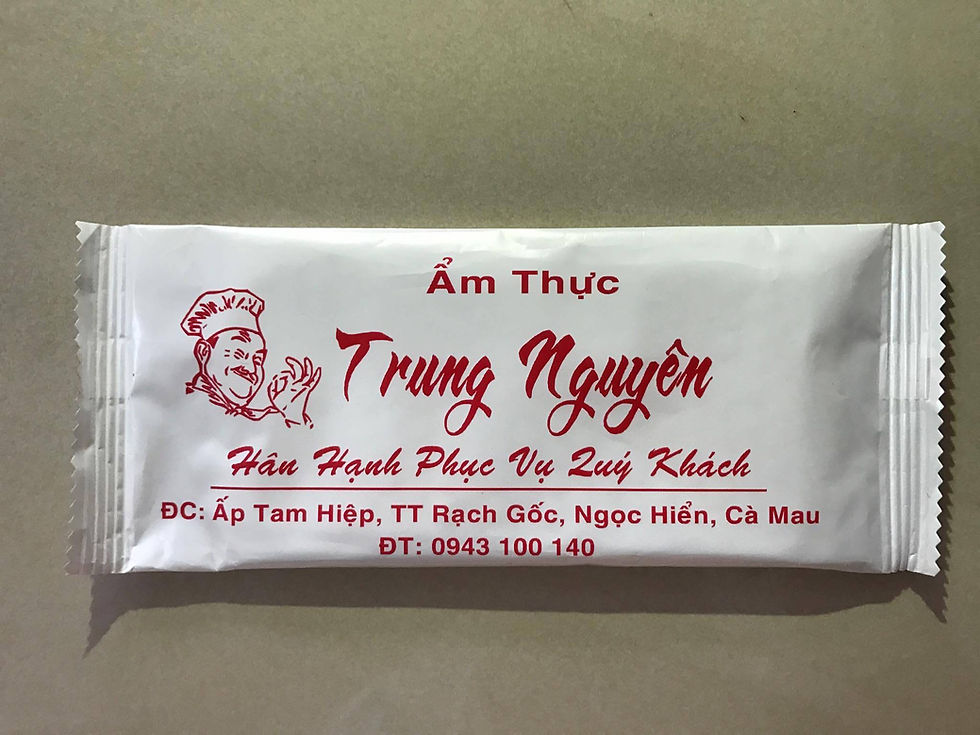 Ẩm Thực
Trung Nguyên
Hân Hạnh Phục Vụ Quý Khách
ĐC: Ấp Tam Hiệp, TT Rạch Gốc, Ngọc Hiển, Cà Mau
ĐT: 0943 100 140